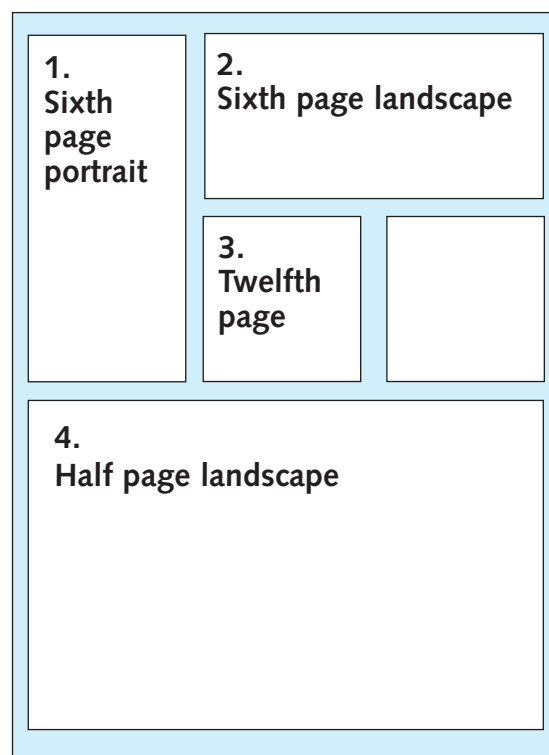 1.
Sixth
page
portrait
2.
Sixth page landscape
3.
Twelfth
page
4.
Half page landscape